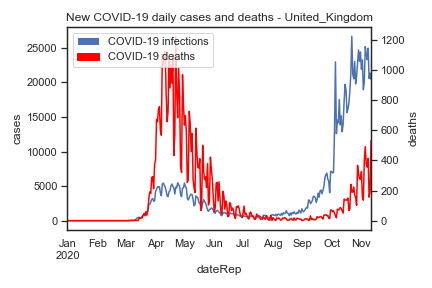 New COVID-19 daily cases and deaths - United_Kingdom
COVID-19 infections
COVID-19 deaths
25000
20000
15000
10000
5000
0
cases
1200
1000
800
600
400
200
0
deaths
Jan Feb Mar Apr May Jun Jul Aug Sep Oct Nov
2020
dateRep